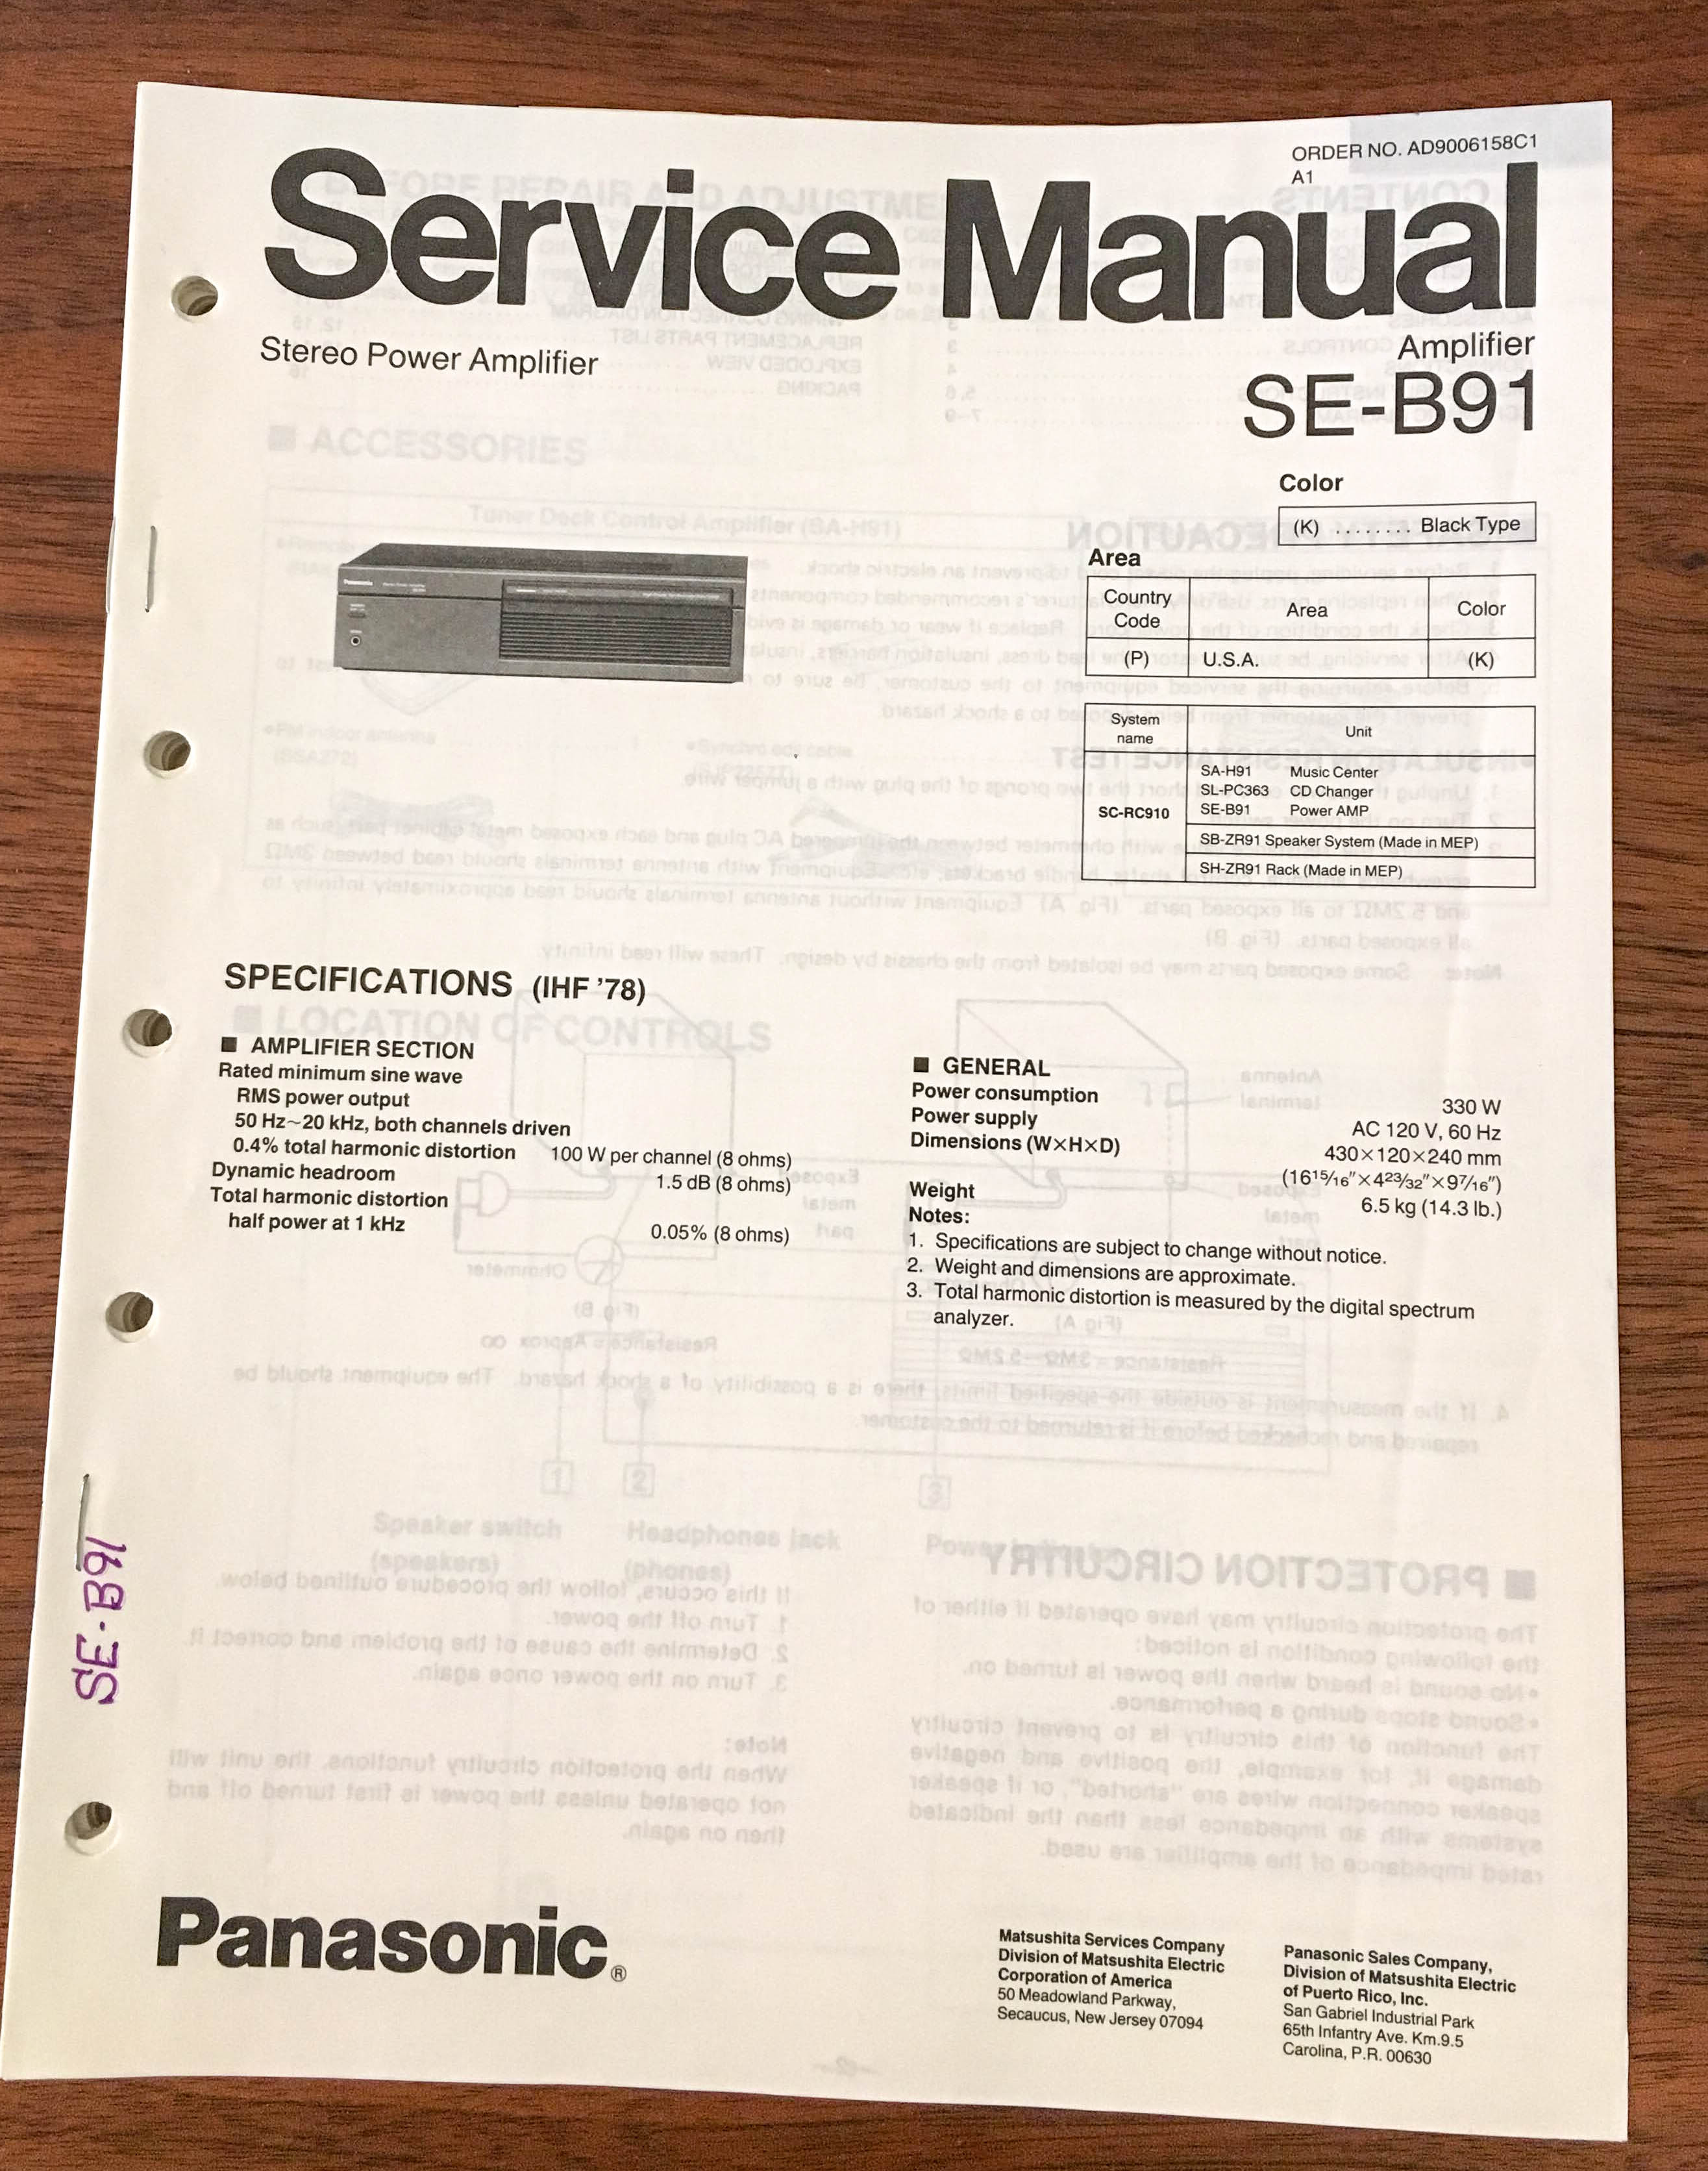 ORDER NO. AD9006158C1
A1
Service Manual
Stereo Power Amplifier
Amplifier
SE-B91
Color
(K) ........ Black Type
Area
Country Code Area Color
(P) U.S.A. (K)
System name Unit
SC-RC910
SA-H91 Music Center
SL-PC363 CD Changer
SE-B91 Power AMP
SB-ZR91 Speaker System (Made in MEP)
SH-ZR91 Rack (Made in MEP)
Panasonic
SPECIFICATIONS (IHF '78)
■ AMPLIFIER SECTION
Rated minimum sine wave
RMS power output
50 Hz~20 kHz, both channels driven
0.4% total harmonic distortion 100 W per channel (8 ohms)
Dynamic headroom 1.5 dB (8 ohms)
Total harmonic distortion
half power at 1 kHz 0.05% (8 ohms)
■ GENERAL
Power consumption 330 W
Power supply AC 120 V, 60 Hz
Dimensions (W×H×D) 430×120×240 mm
(16 15/16"×4 23/32"×9 7/16")
Weight 6.5 kg (14.3 lb.)
Notes:
1. Specifications are subject to change without notice.
2. Weight and dimensions are approximate.
3. Total harmonic distortion is measured by the digital spectrum
analyzer.
SE-B91
Panasonic®
Matsushita Services Company
Division of Matsushita Electric
Corporation of America
50 Meadowland Parkway,
Secaucus, New Jersey 07094
Panasonic Sales Company,
Division of Matsushita Electric
of Puerto Rico, Inc.
San Gabriel Industrial Park
65th Infantry Ave. Km.9.5
Carolina, P.R. 00630